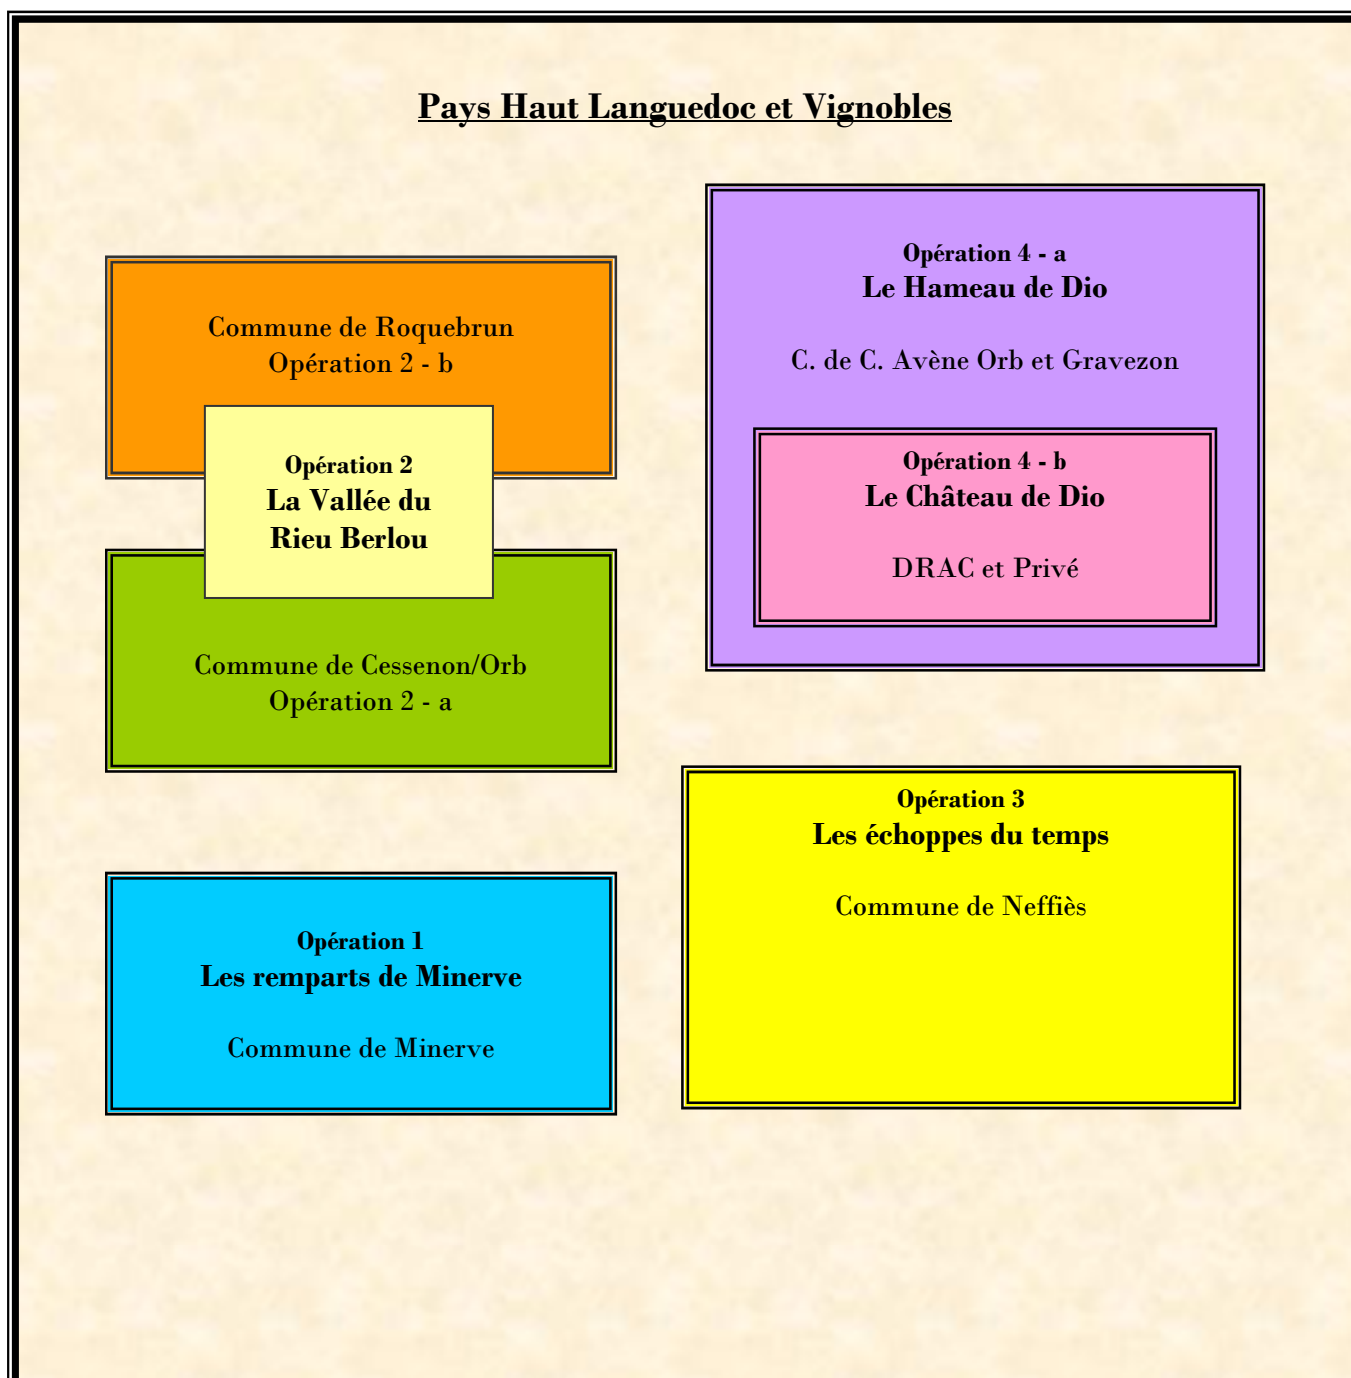 Pays Haut Languedoc et Vignobles
Commune de Roquebrun
Opération 2 - b
Opération 2
La Vallée du
Rieu Berlou
Commune de Cessenon/Orb
Opération 2 - a
Opération 1
Les remparts de Minerve
Commune de Minerve
Opération 4 - a
Le Hameau de Dio
C. de C. Avène Orb et Gravezon
Opération 4 - b
Le Château de Dio
DRAC et Privé
Opération 3
Les échoppes du temps
Commune de Neffiès